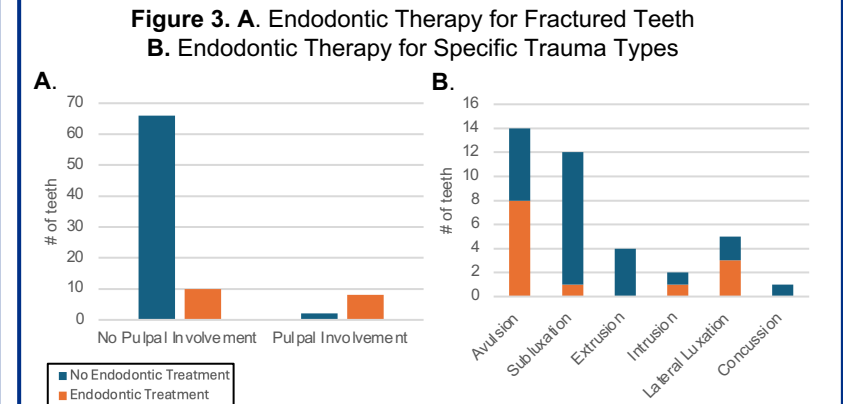 Figure 3. A. Endodontic Therapy for Fractured Teeth
B. Endodontic Therapy for Specific Trauma Types
A.
70
60
50
40
30
20
10
0
# of teeth
No Pulpal Involvement
Pulpal Involvement
No Endodontic Treatment
Endodontic Treatment
B.
16
14
12
10
8
6
4
2
0
# of teeth
Avulsion
Subluxation
Extrusion
Intrusion
Lateral Luxation
Concussion